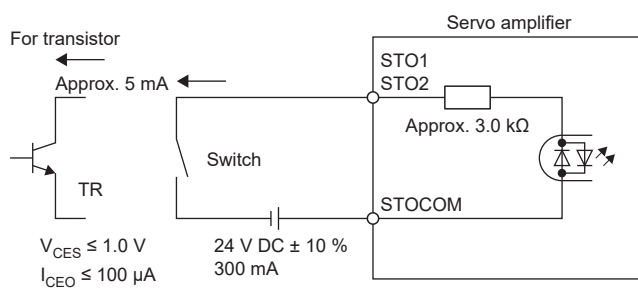 Servo amplifier
For transistor
STO1
Approx. 5 mA
STO2
Approx. 3.0 kΩ
Switch
TR
STOCOM
V_CES ≤ 1.0 V
24 V DC ± 10 %
I_CEO ≤ 100 μA
300 mA